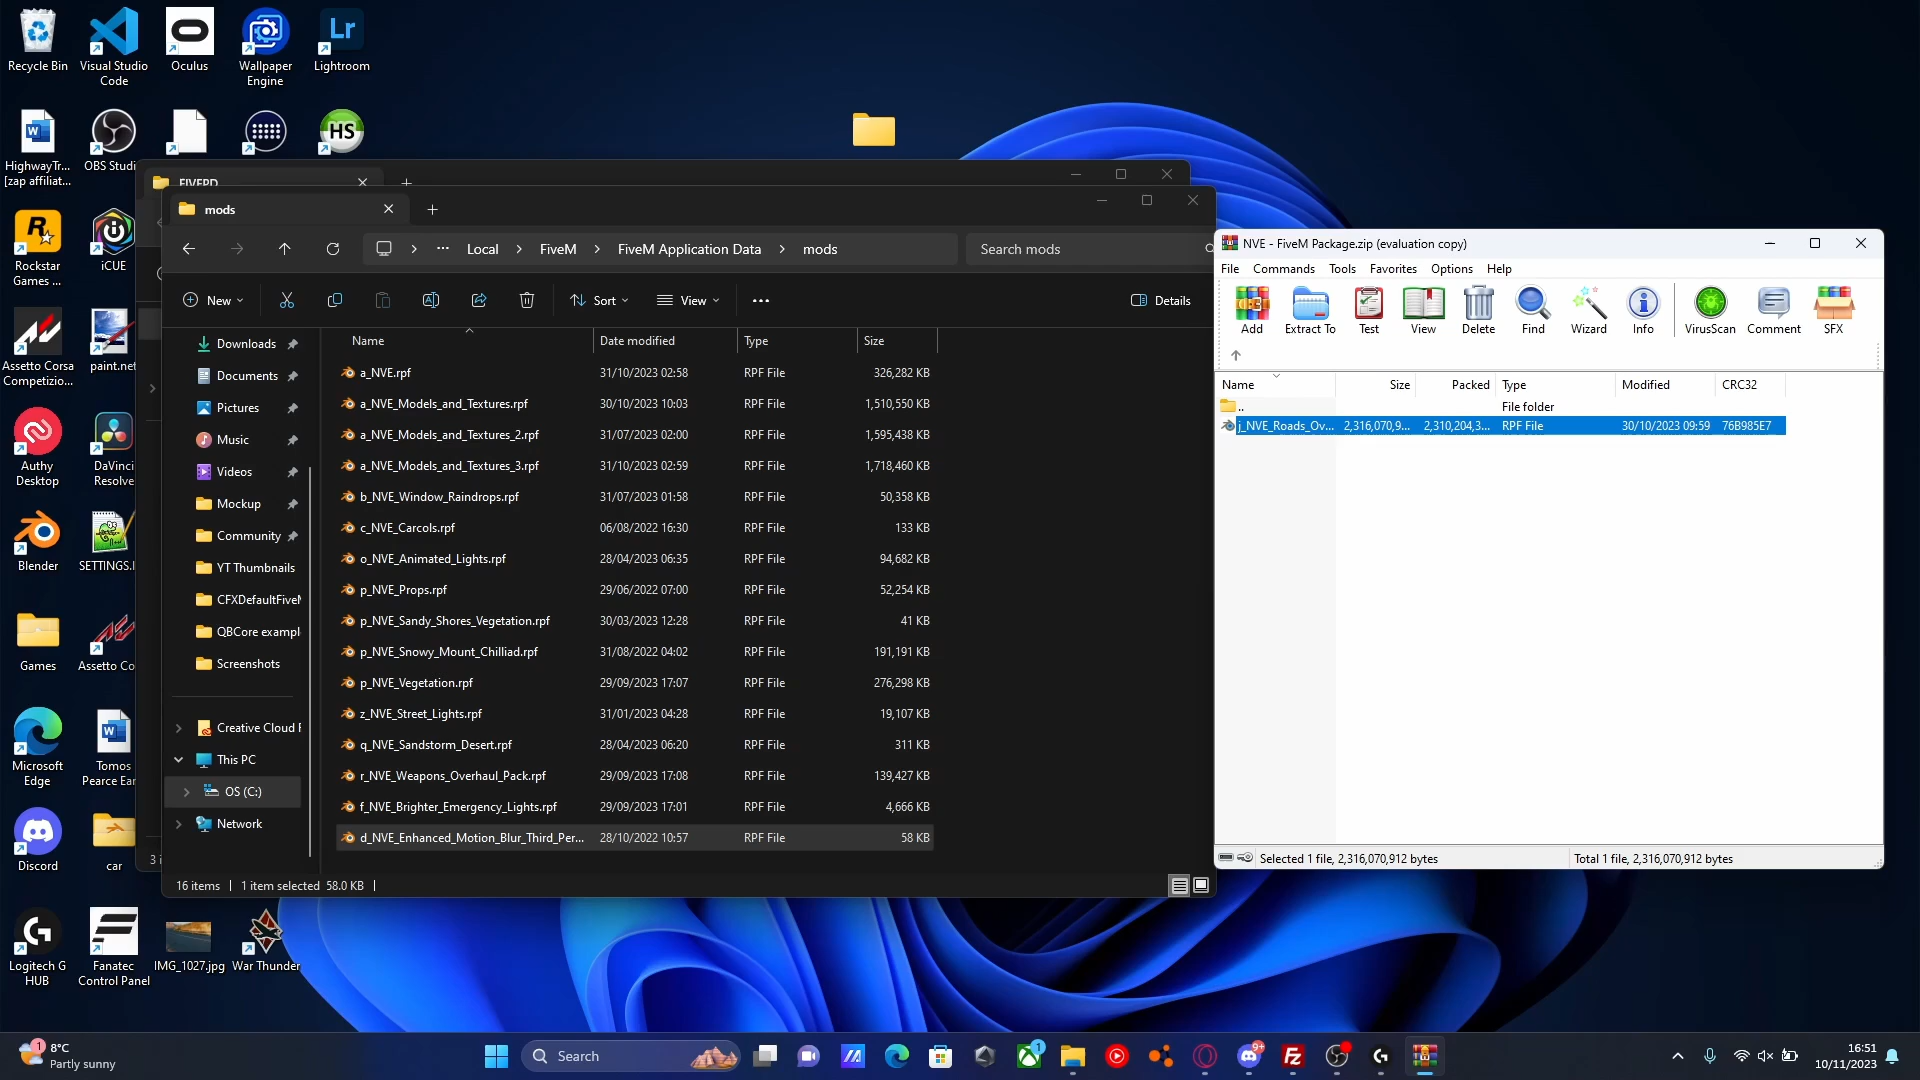 Recycle Bin
Visual Studio
Code
Oculus
Wallpaper
Engine
Lr
Lightroom
HighwayTr...
[zap affiliat...
OBS Studi
HS
Rockstar
Games ...
iCUE
Assetto Corsa
Competizio...
paint.net
Authy
Desktop
DaVinci
Resolve
Blender
SETTINGS.I
Games
Assetto Co
Microsoft
Edge
Tomos
Pearce Ear
Discord
car
Logitech G
HUB
Fanatec
Control Panel
IMG_1027.jpg
War Thunder
FIVEPD
mods
Local
FiveM
FiveM Application Data
mods
Search mods
New
Sort
View
Details
Downloads
Documents
Pictures
Music
Videos
Mockup
Community
YT Thumbnails
CFXDefaultFiveM
QBCore exampl
Screenshots
Creative Cloud F
This PC
OS (C:)
Network
Name Date modified Type Size
a_NVE.rpf 31/10/2023 02:58 RPF File 326,282 KB
a_NVE_Models_and_Textures.rpf 30/10/2023 10:03 RPF File 1,510,550 KB
a_NVE_Models_and_Textures_2.rpf 31/07/2023 02:00 RPF File 1,595,438 KB
a_NVE_Models_and_Textures_3.rpf 31/10/2023 02:59 RPF File 1,718,460 KB
b_NVE_Window_Raindrops.rpf 31/07/2023 01:58 RPF File 50,358 KB
c_NVE_Carcols.rpf 06/08/2022 16:30 RPF File 133 KB
o_NVE_Animated_Lights.rpf 28/04/2023 06:35 RPF File 94,682 KB
p_NVE_Props.rpf 29/06/2022 07:00 RPF File 52,254 KB
p_NVE_Sandy_Shores_Vegetation.rpf 30/03/2023 12:28 RPF File 41 KB
p_NVE_Snowy_Mount_Chilliad.rpf 31/08/2022 04:02 RPF File 191,191 KB
p_NVE_Vegetation.rpf 29/09/2023 17:07 RPF File 276,298 KB
z_NVE_Street_Lights.rpf 31/01/2023 04:28 RPF File 19,107 KB
q_NVE_Sandstorm_Desert.rpf 28/04/2023 06:20 RPF File 311 KB
r_NVE_Weapons_Overhaul_Pack.rpf 29/09/2023 17:08 RPF File 139,427 KB
f_NVE_Brighter_Emergency_Lights.rpf 29/09/2023 17:01 RPF File 4,666 KB
d_NVE_Enhanced_Motion_Blur_Third_Per... 28/10/2022 10:57 RPF File 58 KB
3 i
16 items 1 item selected 58.0 KB
NVE - FiveM Package.zip (evaluation copy)
File Commands Tools Favorites Options Help
Add Extract To Test View Delete Find Wizard Info VirusScan Comment SFX
Name Size Packed Type Modified CRC32
.. File folder
j_NVE_Roads_Ov... 2,316,070,9... 2,310,204,3... RPF File 30/10/2023 09:59 76B985E7
Selected 1 file, 2,316,070,912 bytes
Total 1 file, 2,316,070,912 bytes
1
8°C
Partly sunny
Search
1
9+
16:51
10/11/2023